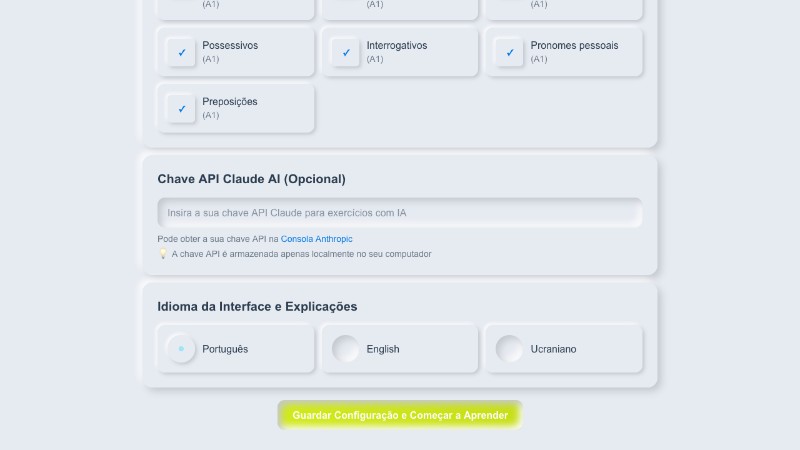 (A1)
(A1)
(A1)
✓ Possessivos
(A1)
✓ Interrogativos
(A1)
✓ Pronomes pessoais
(A1)
✓ Preposições
(A1)
Chave API Claude AI (Opcional)
Insira a sua chave API Claude para exercícios com IA
Pode obter a sua chave API na Consola Anthropic
💡 A chave API é armazenada apenas localmente no seu computador
Idioma da Interface e Explicações
Português
English
Ucraniano
Guardar Configuração e Começar a Aprender